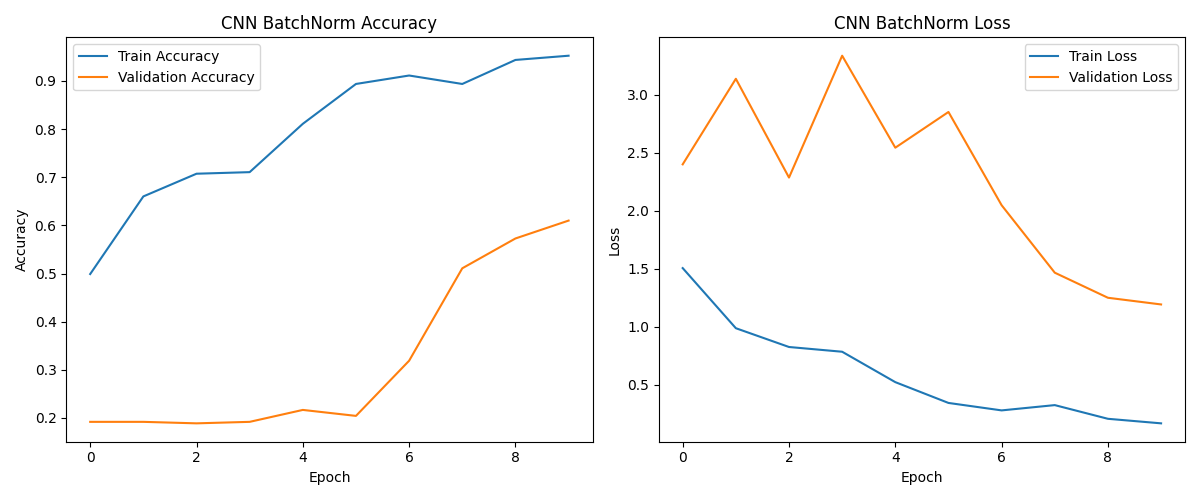 CNN BatchNorm Accuracy
Train Accuracy
Validation Accuracy
Accuracy
0.9
0.8
0.7
0.6
0.5
0.4
0.3
0.2
0 2 4 6 8
Epoch
CNN BatchNorm Loss
Train Loss
Validation Loss
Loss
3.0
2.5
2.0
1.5
1.0
0.5
0 2 4 6 8
Epoch